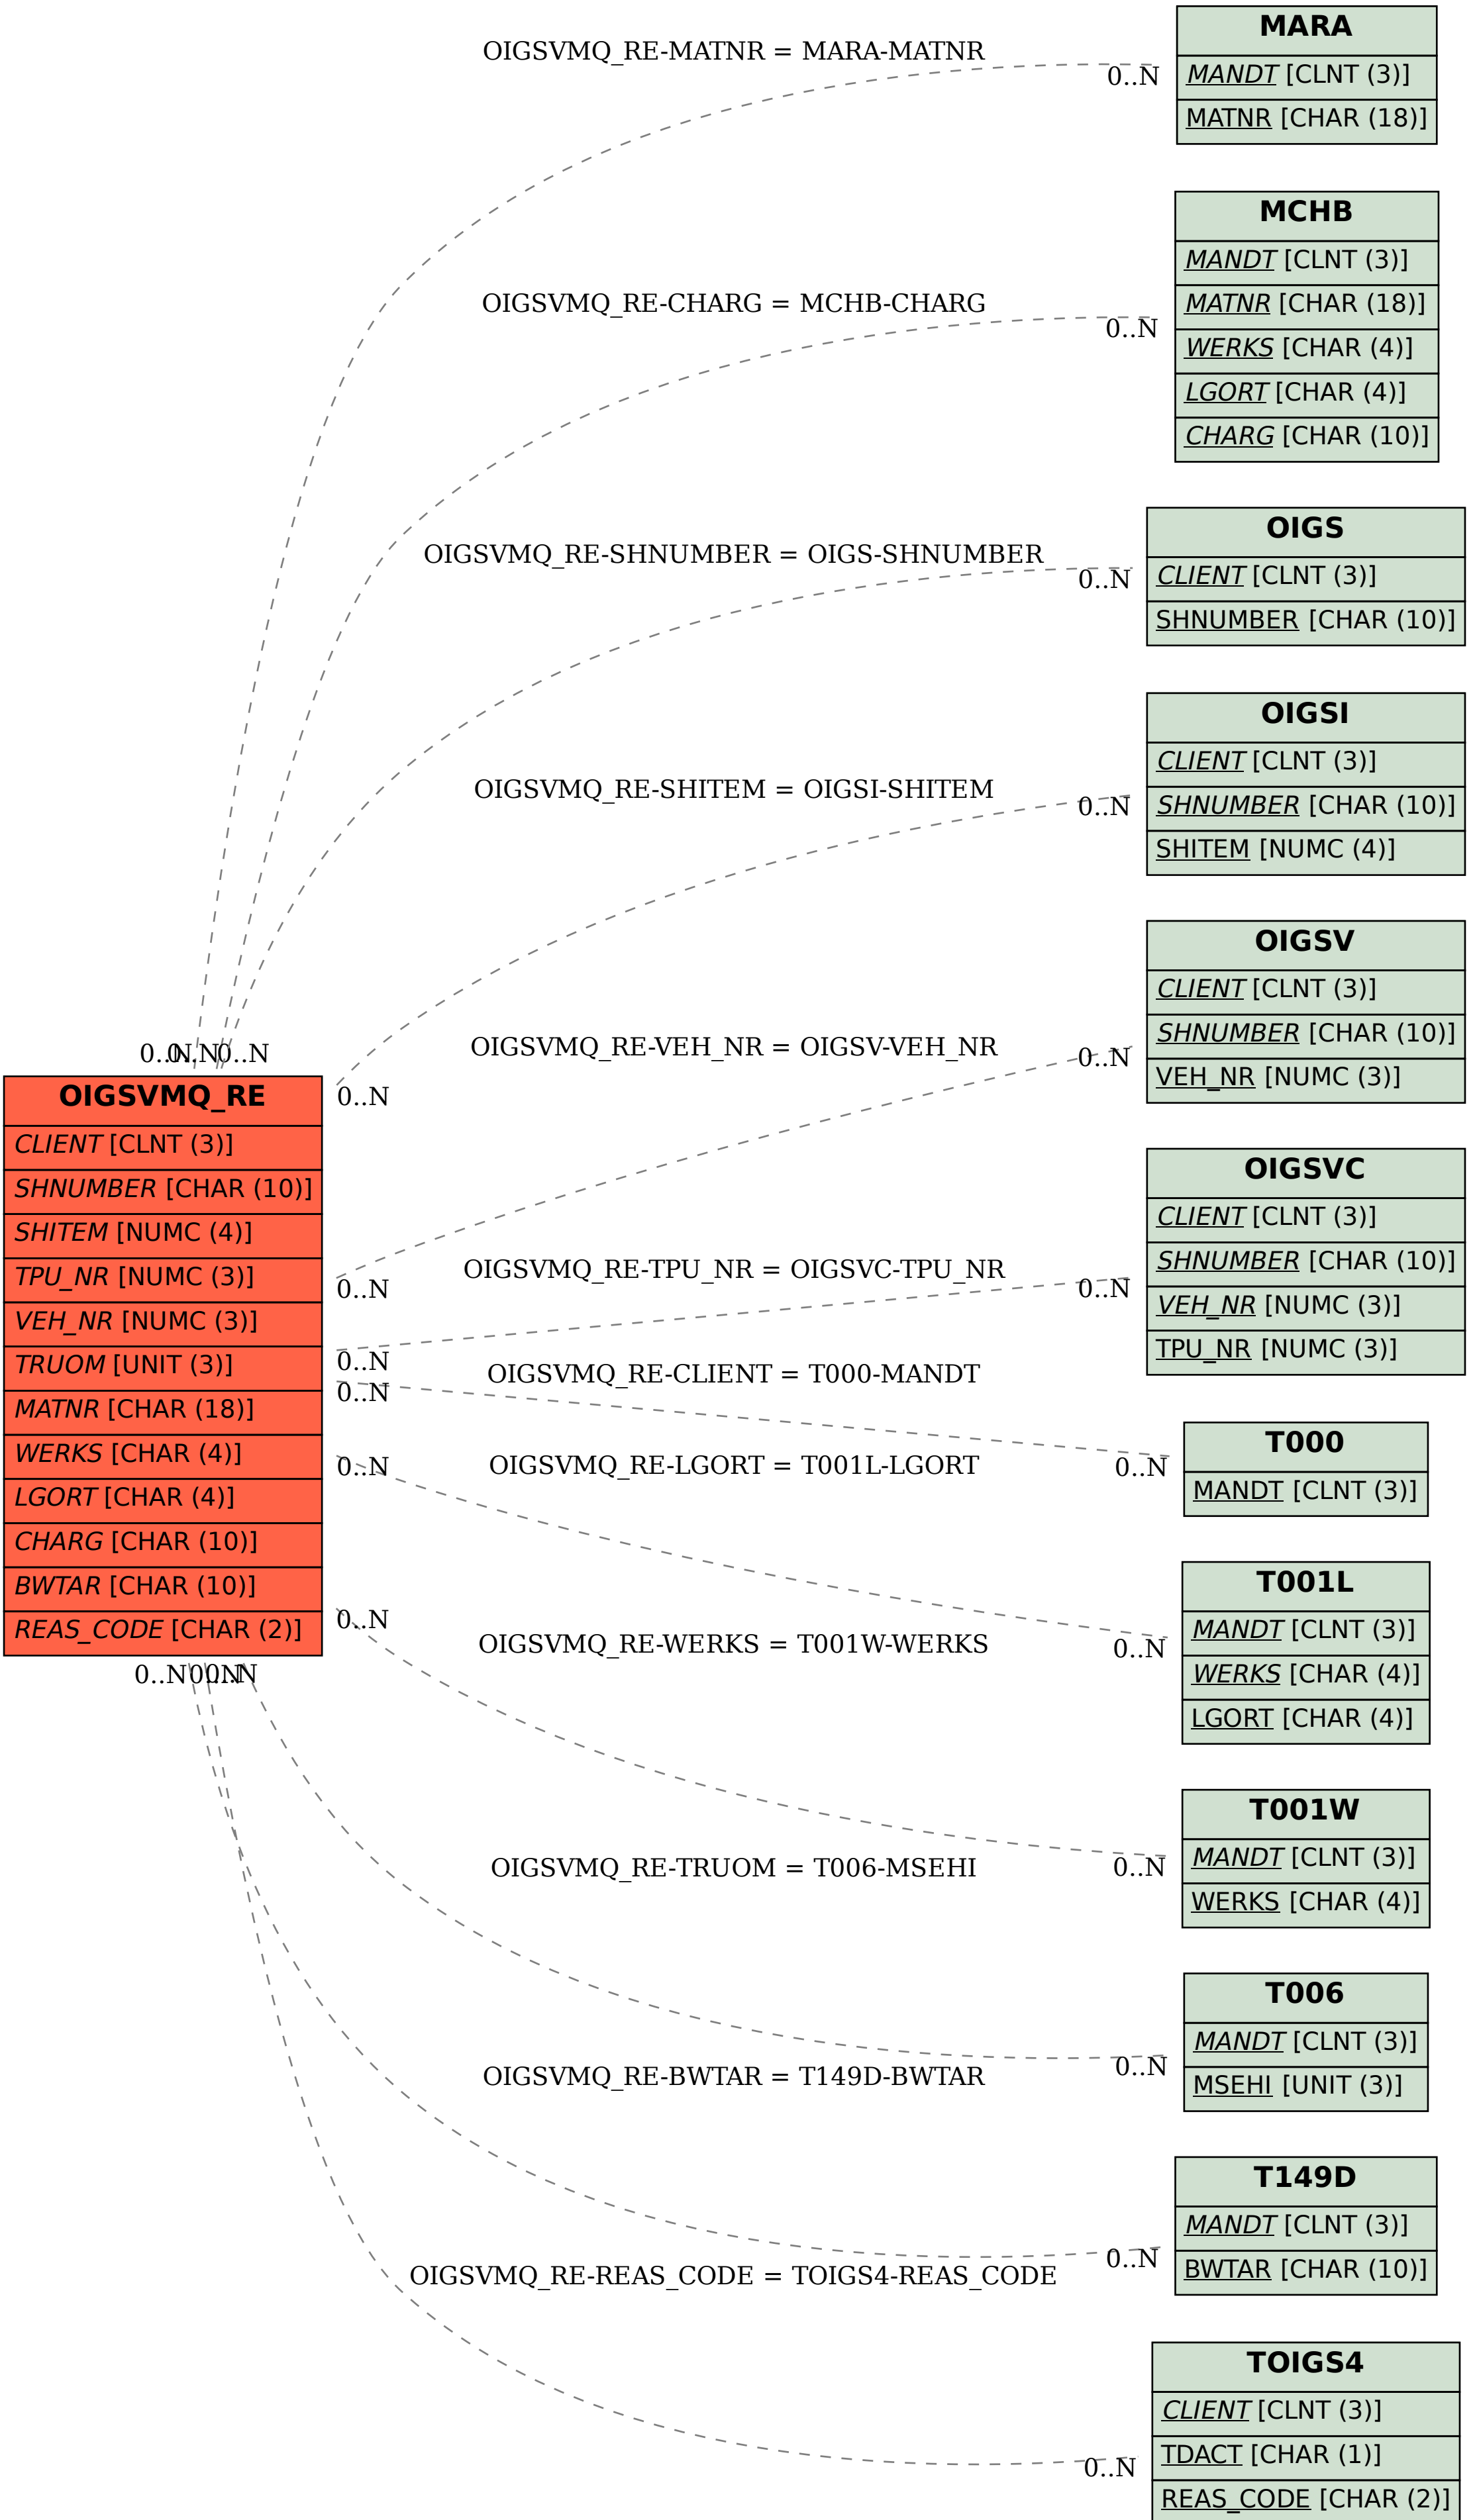 MARA
MANDT [CLNT (3)]
MATNR [CHAR (18)]
OIGSVMQ_RE-MATNR = MARA-MATNR
0..N
MCHB
MANDT [CLNT (3)]
MATNR [CHAR (18)]
WERKS [CHAR (4)]
LGORT [CHAR (4)]
CHARG [CHAR (10)]
OIGSVMQ_RE-CHARG = MCHB-CHARG
0..N
OIGS
CLIENT [CLNT (3)]
SHNUMBER [CHAR (10)]
OIGSVMQ_RE-SHNUMBER = OIGS-SHNUMBER
0..N
OIGSI
CLIENT [CLNT (3)]
SHNUMBER [CHAR (10)]
SHITEM [NUMC (4)]
OIGSVMQ_RE-SHITEM = OIGSI-SHITEM
0..N
OIGSV
CLIENT [CLNT (3)]
SHNUMBER [CHAR (10)]
VEH_NR [NUMC (3)]
OIGSVMQ_RE-VEH_NR = OIGSV-VEH_NR
0..N
0..N
0..N
0..N
0..N
OIGSVMQ_RE
CLIENT [CLNT (3)]
SHNUMBER [CHAR (10)]
SHITEM [NUMC (4)]
TPU_NR [NUMC (3)]
VEH_NR [NUMC (3)]
TRUOM [UNIT (3)]
MATNR [CHAR (18)]
WERKS [CHAR (4)]
LGORT [CHAR (4)]
CHARG [CHAR (10)]
BWTAR [CHAR (10)]
REAS_CODE [CHAR (2)]
0..N
0..N
0..N
0..N
0..N
0..N
0..N
0..N
OIGSVC
CLIENT [CLNT (3)]
SHNUMBER [CHAR (10)]
VEH_NR [NUMC (3)]
TPU_NR [NUMC (3)]
OIGSVMQ_RE-TPU_NR = OIGSVC-TPU_NR
0..N
OIGSVMQ_RE-CLIENT = T000-MANDT
0..N
T000
MANDT [CLNT (3)]
OIGSVMQ_RE-LGORT = T001L-LGORT
0..N
T001L
MANDT [CLNT (3)]
WERKS [CHAR (4)]
LGORT [CHAR (4)]
OIGSVMQ_RE-WERKS = T001W-WERKS
0..N
T001W
MANDT [CLNT (3)]
WERKS [CHAR (4)]
OIGSVMQ_RE-TRUOM = T006-MSEHI
0..N
T006
MANDT [CLNT (3)]
MSEHI [UNIT (3)]
OIGSVMQ_RE-BWTAR = T149D-BWTAR
0..N
T149D
MANDT [CLNT (3)]
BWTAR [CHAR (10)]
OIGSVMQ_RE-REAS_CODE = TOIGS4-REAS_CODE
0..N
TOIGS4
CLIENT [CLNT (3)]
TDACT [CHAR (1)]
REAS_CODE [CHAR (2)]